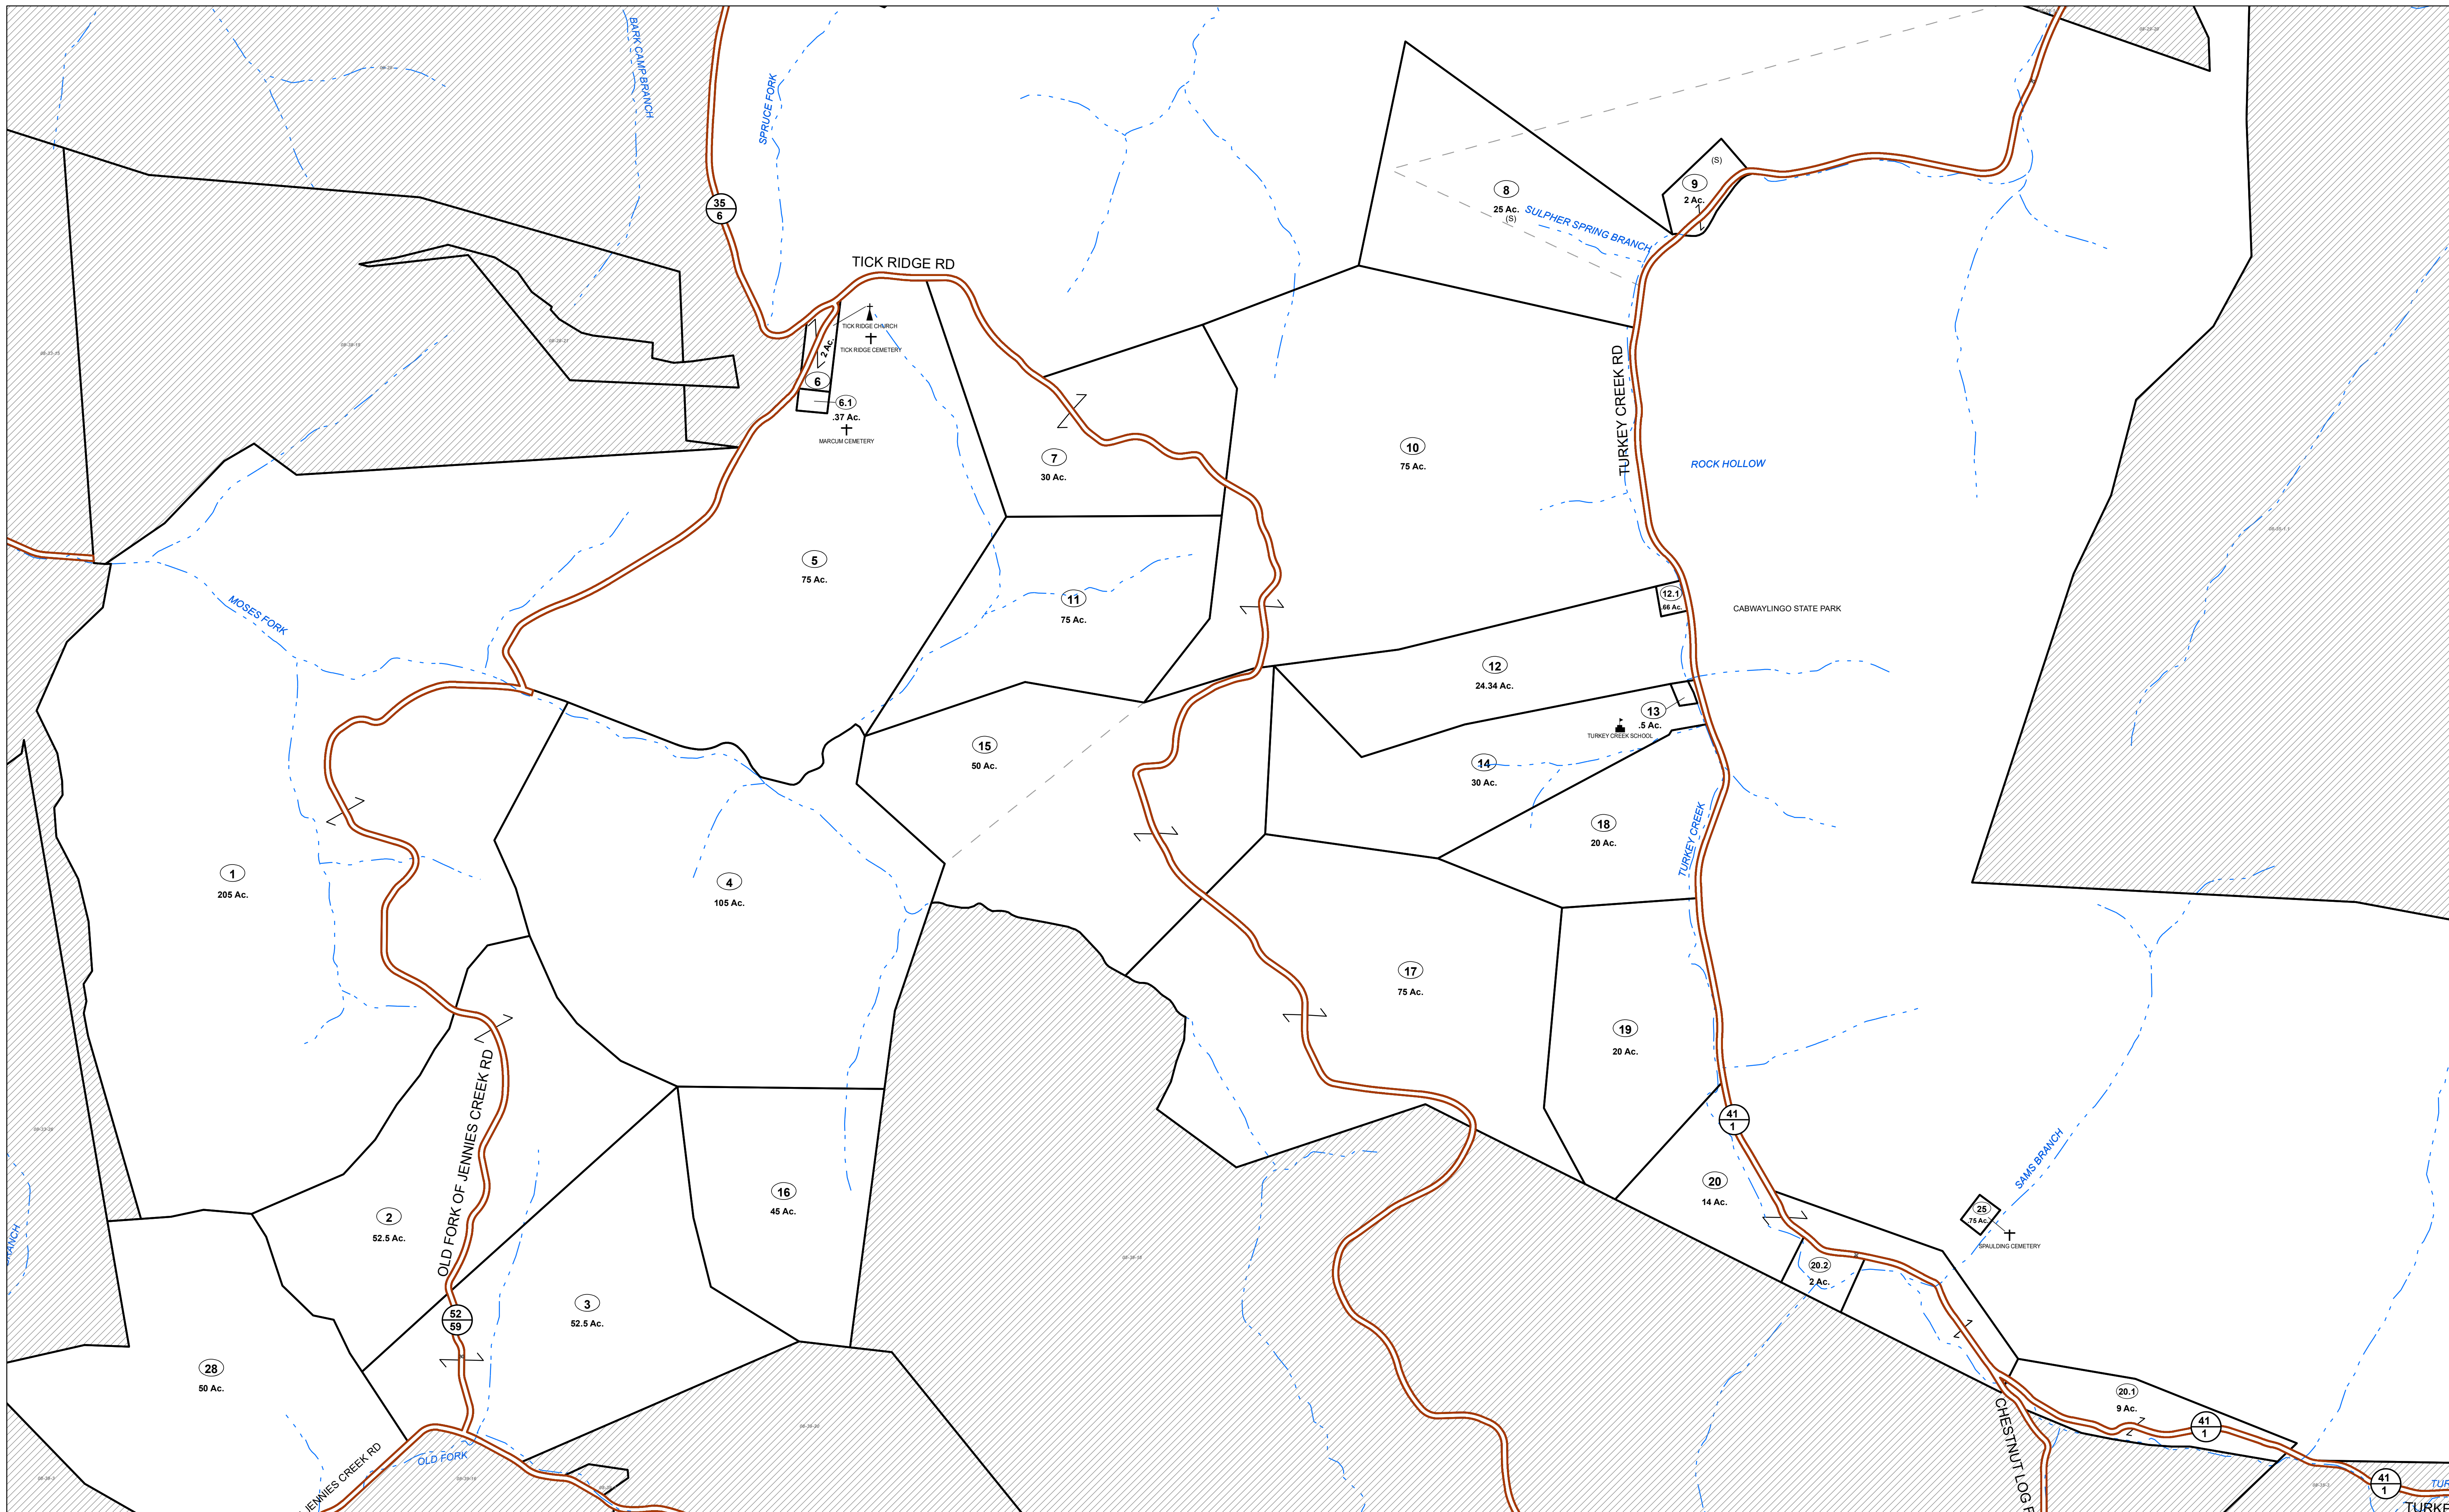 BARK CAMP BRANCH
SPRUCE FORK
35
6
TICK RIDGE RD
TICK RIDGE CHURCH
TICK RIDGE CEMETERY
2 Ac.
6
6.1
.37 Ac.
MARCUM CEMETERY
(S)
9
2 Ac.
8
25 Ac.
(S)
SULPHER SPRING BRANCH
TURKEY CREEK RD
7
30 Ac.
10
75 Ac.
ROCK HOLLOW
5
75 Ac.
11
75 Ac.
12.1
.66 Ac.
CABWAYLINGO STATE PARK
MOSES FORK
12
24.34 Ac.
13
.5 Ac.
TURKEY CREEK SCHOOL
15
50 Ac.
14
30 Ac.
18
20 Ac.
TURKEY CREEK
1
205 Ac.
4
105 Ac.
17
75 Ac.
19
20 Ac.
OLD FORK OF JENNIES CREEK RD
41
1
SAMS BRANCH
16
45 Ac.
20
14 Ac.
2
52.5 Ac.
25
.75 Ac.
SPAULDING CEMETERY
20.2
2 Ac.
3
52.5 Ac.
52
59
28
50 Ac.
20.1
9 Ac.
41
1
CHESTNUT LOG
OLD FORK
JENNIES CREEK RD
41
1